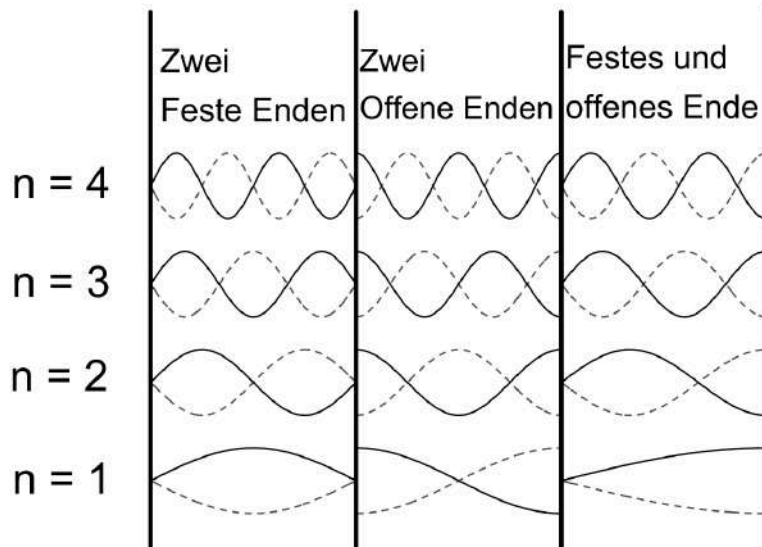 Zwei
Feste Enden
Zwei
Offene Enden
Festes und
offenes Ende
n = 4
n = 3
n = 2
n = 1